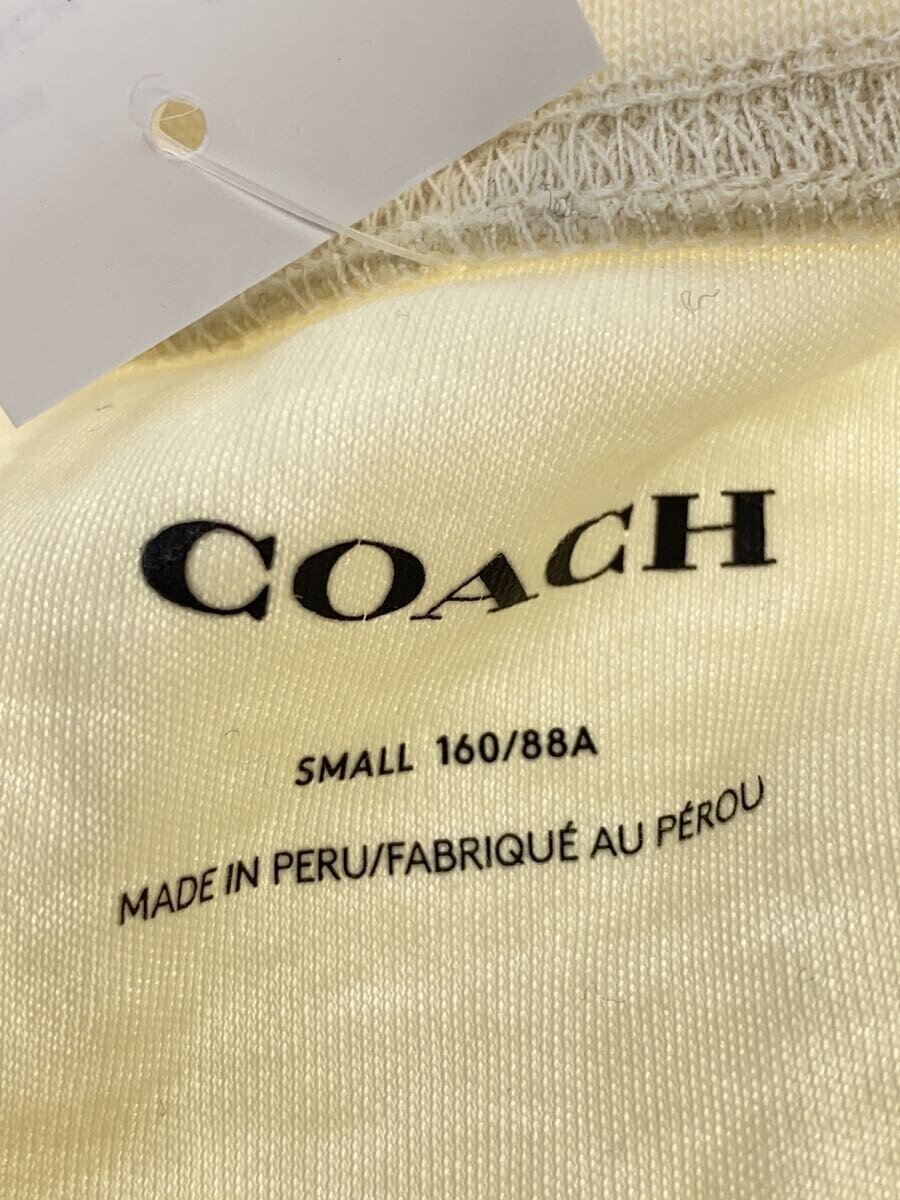 COACH
SMALL 160/88A
MADE IN PERU/FABRIQUÉ AU PÉROU